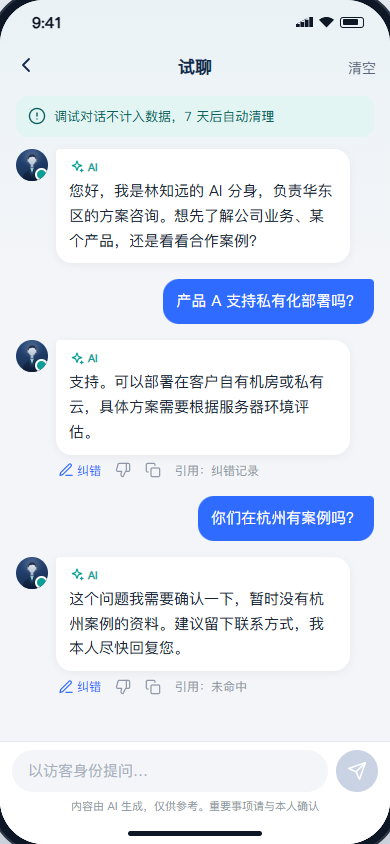 9:41
试聊
清空
调试对话不计入数据，7 天后自动清理
AI
您好，我是林知远的 AI 分身，负责华东
区的方案咨询。想先了解公司业务、某
个产品，还是看看合作案例？
产品 A 支持私有化部署吗？
AI
支持。可以部署在客户自有机房或私有
云，具体方案需要根据服务器环境评
估。
纠错 引用：纠错记录
你们在杭州有案例吗？
AI
这个问题我需要确认一下，暂时没有杭
州案例的资料。建议留下联系方式，我
本人尽快回复您。
纠错 引用：未命中
以访客身份提问...
内容由 AI 生成，仅供参考。重要事项请与本人确认